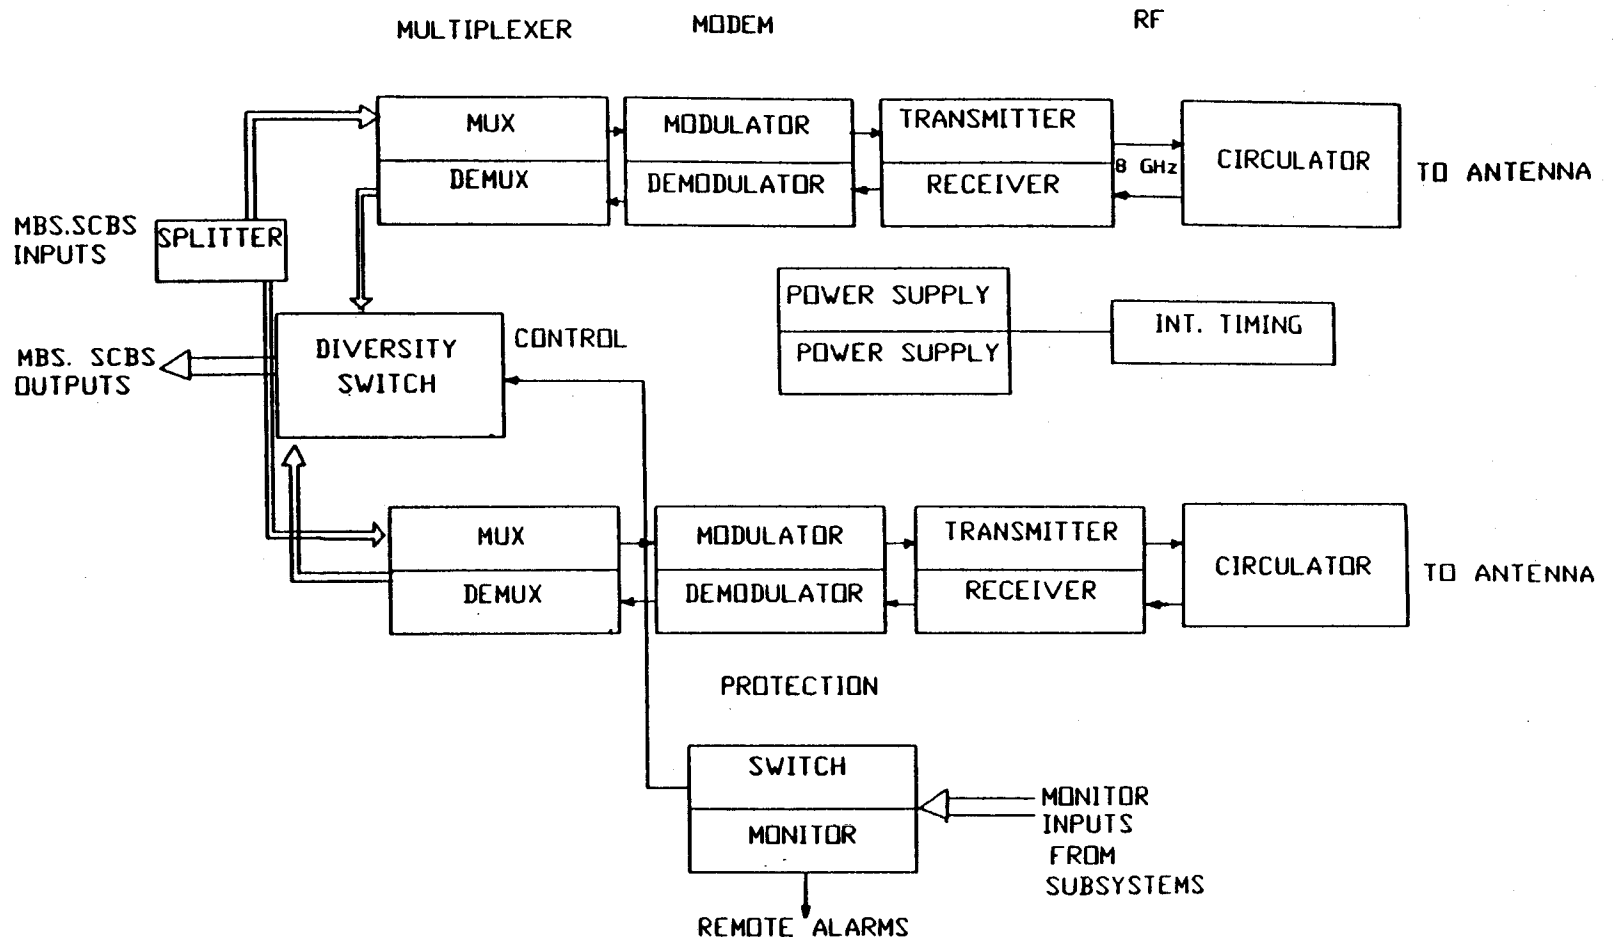 MULTIPLEXER
MODEM
RF
MUX
DEMUX
MODULATOR
DEMODULATOR
TRANSMITTER
RECEIVER
8 GHz
CIRCULATOR
TO ANTENNA
MBS.SCBS
INPUTS
SPLITTER
POWER SUPPLY
POWER SUPPLY
INT. TIMING
DIVERSITY
SWITCH
CONTROL
MBS. SCBS
OUTPUTS
MUX
DEMUX
MODULATOR
DEMODULATOR
TRANSMITTER
RECEIVER
CIRCULATOR
TO ANTENNA
PROTECTION
SWITCH
MONITOR
MONITOR
INPUTS
FROM
SUBSYSTEMS
REMOTE ALARMS